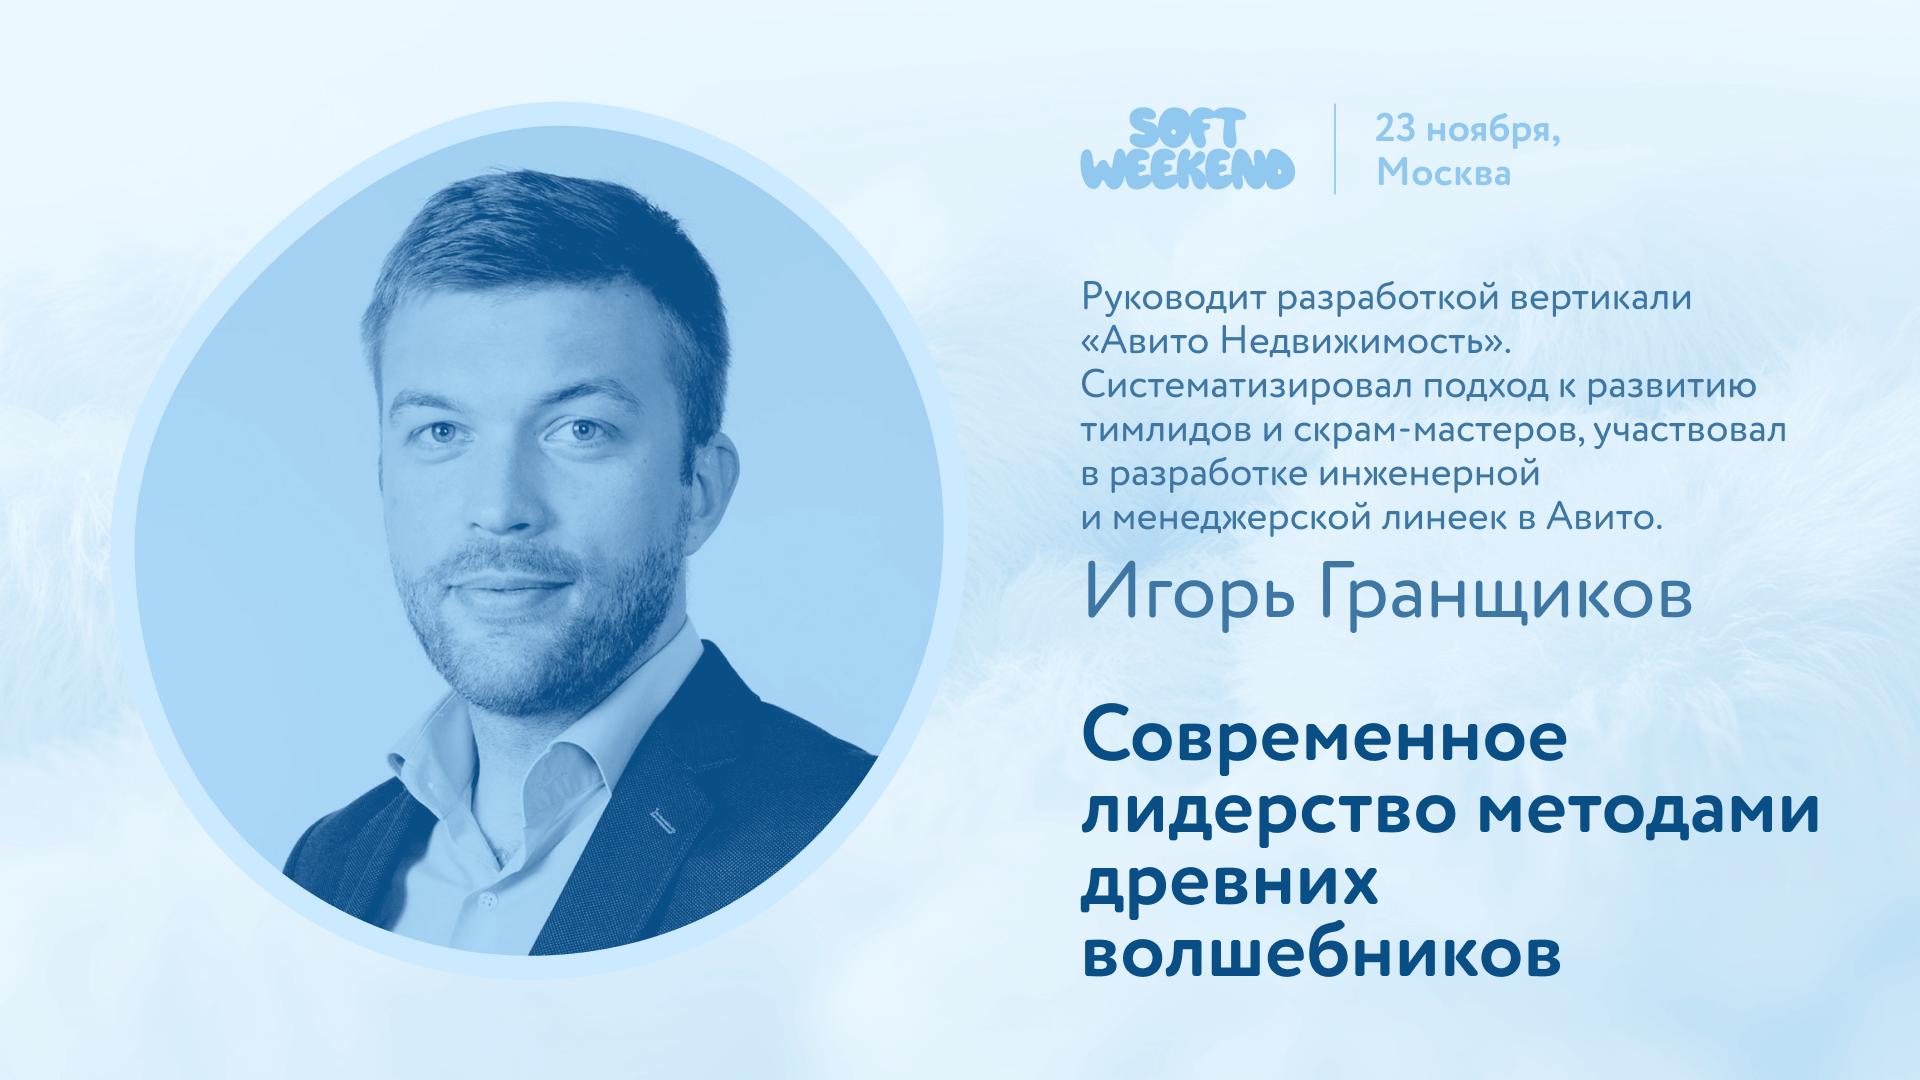 SOFT
WEEKEND
23 ноября,
Москва
Руководит разработкой вертикали
«Авито Недвижимость».
Систематизировал подход к развитию
тимлидов и скрам-мастеров, участвовал
в разработке инженерной
и менеджерской линеек в Авито.
Игорь Гранщиков
Современное
лидерство методами
древних
волшебников